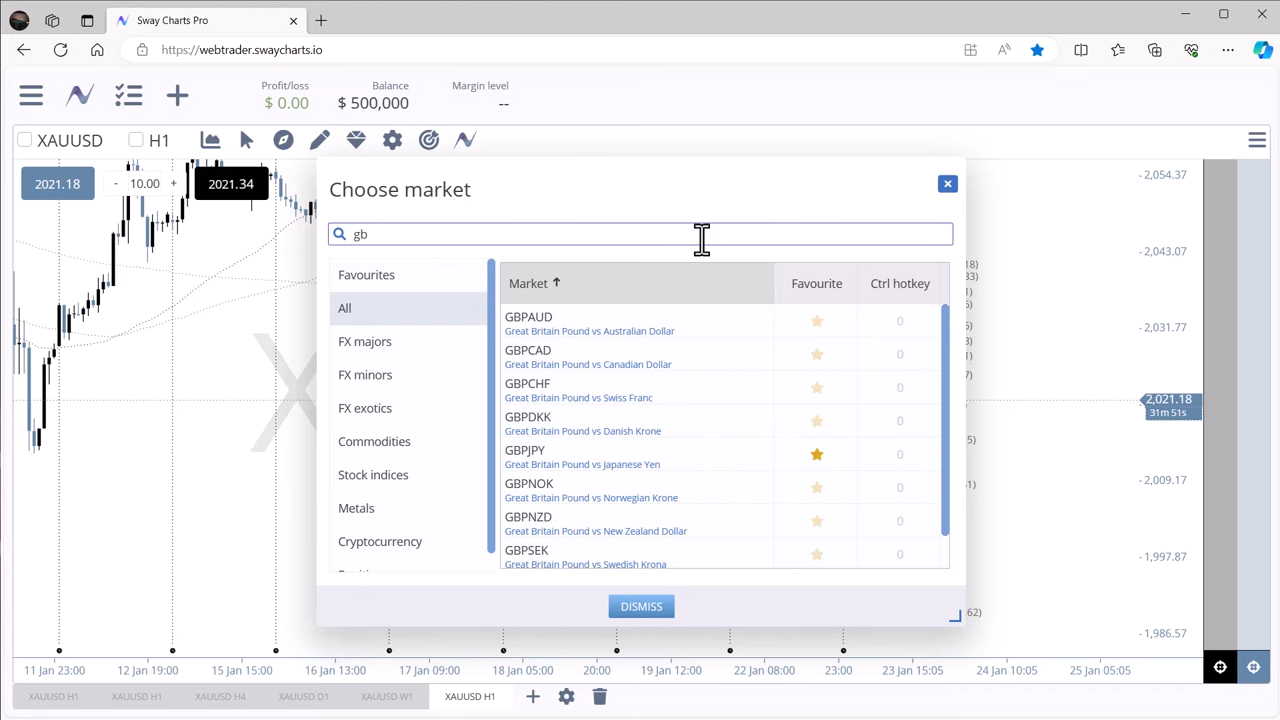 Sway Charts Pro
https://webtrader.swaycharts.io
Profit/loss
$ 0.00
Balance
$ 500,000
Margin level
--
XAUUSD
H1
2021.18
- 10.00 +
2021.34
Choose market
gb
Favourites
All
FX majors
FX minors
FX exotics
Commodities
Stock indices
Metals
Cryptocurrency
Market
Favourite
Ctrl hotkey
GBPAUD
Great Britain Pound vs Australian Dollar
0
GBPCAD
Great Britain Pound vs Canadian Dollar
0
GBPCHF
Great Britain Pound vs Swiss Franc
0
GBPDKK
Great Britain Pound vs Danish Krone
0
GBPJPY
Great Britain Pound vs Japanese Yen
0
GBPNOK
Great Britain Pound vs Norwegian Krone
0
GBPNZD
Great Britain Pound vs New Zealand Dollar
0
GBPSEK
Great Britain Pound vs Swedish Krona
0
DISMISS
18)
33)
1)
6)
8)
1)
5)
51)
62)
- 2,054.37
- 2,043.07
- 2,031.77
2,021.18
31m 51s
- 2,009.17
- 1,997.87
- 1,986.57
11 Jan 23:00
12 Jan 19:00
15 Jan 15:00
16 Jan 13:00
17 Jan 09:00
18 Jan 05:00
20:00
19 Jan 12:00
22 Jan 08:00
23:00
23 Jan 15:05
24 Jan 10:05
25 Jan 05:05
XAUUSD H1
XAUUSD H1
XAUUSD H4
XAUUSD D1
XAUUSD W1
XAUUSD H1